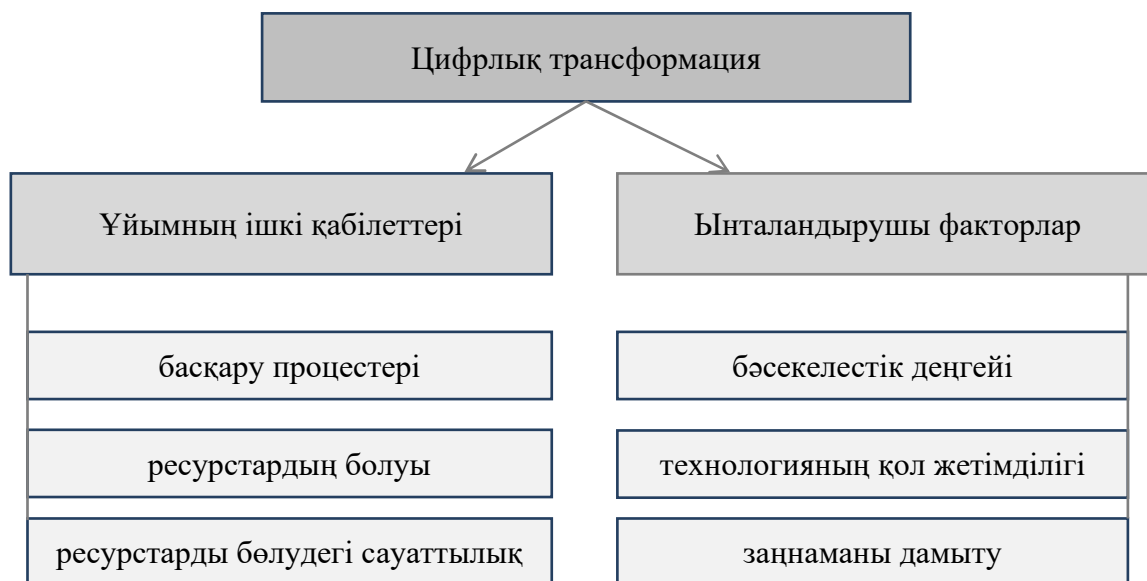 Цифрлық трансформация
Ұйымның ішкі қабілеттері
Ынталандырушы факторлар
басқару процестері
бәсекелестік деңгейі
ресурстардың болуы
технологияның қол жетімділігі
ресурстарды бөлудегі сауаттылық
заңнаманы дамыту